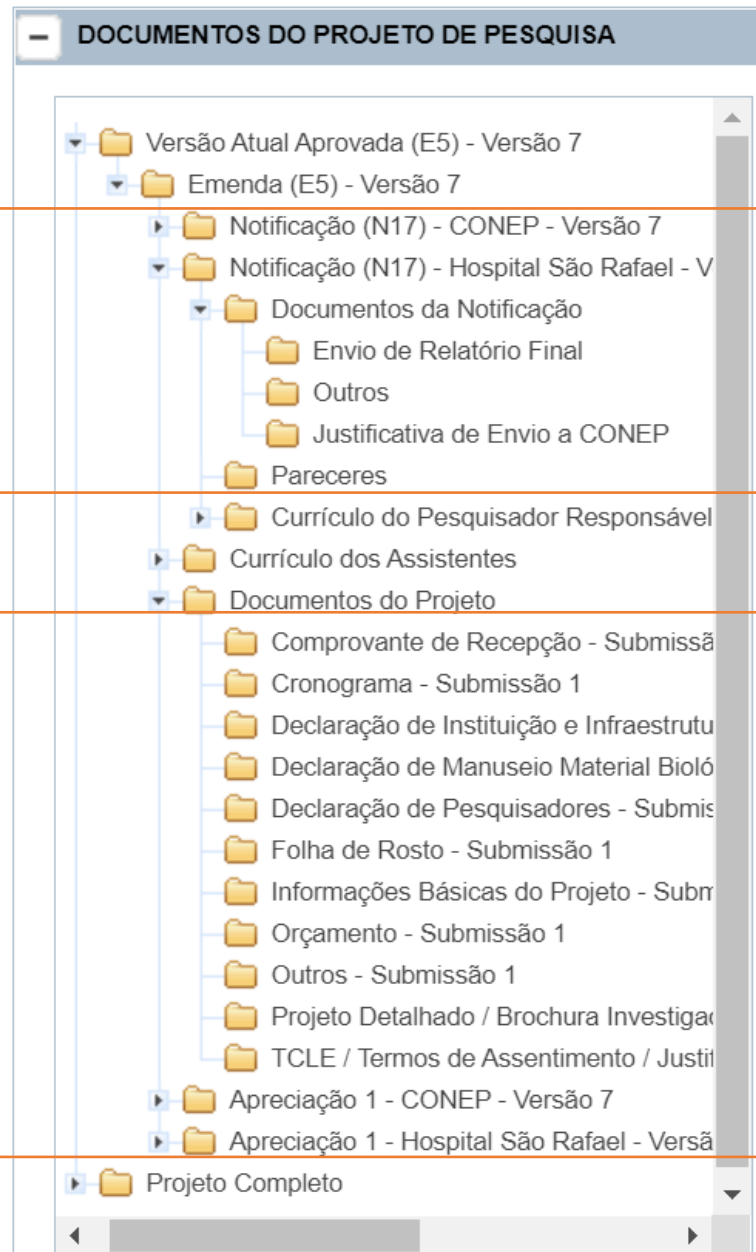 DOCUMENTOS DO PROJETO DE PESQUISA
Versão Atual Aprovada (E5) - Versão 7
Emenda (E5) - Versão 7
Notificação (N17) - CONEP - Versão 7
Notificação (N17) - Hospital São Rafael - V
Documentos da Notificação
Envio de Relatório Final
Outros
Justificativa de Envio a CONEP
Pareceres
Currículo do Pesquisador Responsável
Currículo dos Assistentes
Documentos do Projeto
Comprovante de Recepção - Submissã
Cronograma - Submissão 1
Declaração de Instituição e Infraestrutu
Declaração de Manuseio Material Bioló
Declaração de Pesquisadores - Submis
Folha de Rosto - Submissão 1
Informações Básicas do Projeto - Subm
Orçamento - Submissão 1
Outros - Submissão 1
Projeto Detalhado / Brochura Investigad
TCLE / Termos de Assentimento / Justif
Apreciação 1 - CONEP - Versão 7
Apreciação 1 - Hospital São Rafael - Versã
Projeto Completo